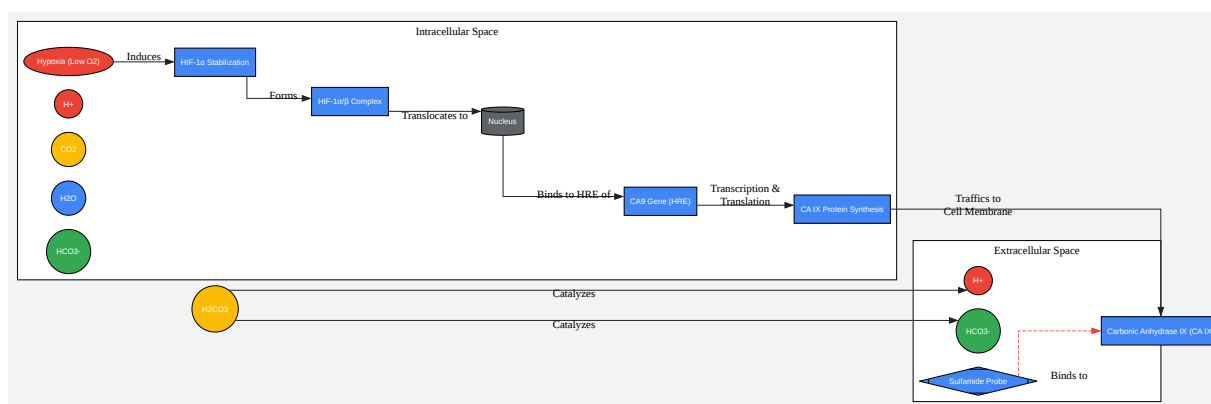 Intracellular Space
Hypoxia (Low O2)
Induces
HIF-1α Stabilization
Forms
HIF-1α/β Complex
Translocates to
Nucleus
Binds to HRE of
CA9 Gene (HRE)
Transcription &
Translation
CA IX Protein Synthesis
Traffics to
Cell Membrane
H+
CO2
H2O
HCO3-
H2CO3
Catalyzes
Catalyzes
Extracellular Space
H+
HCO3-
Carbonic Anhydrase IX (CA IX
Sulfamide Probe
Binds to